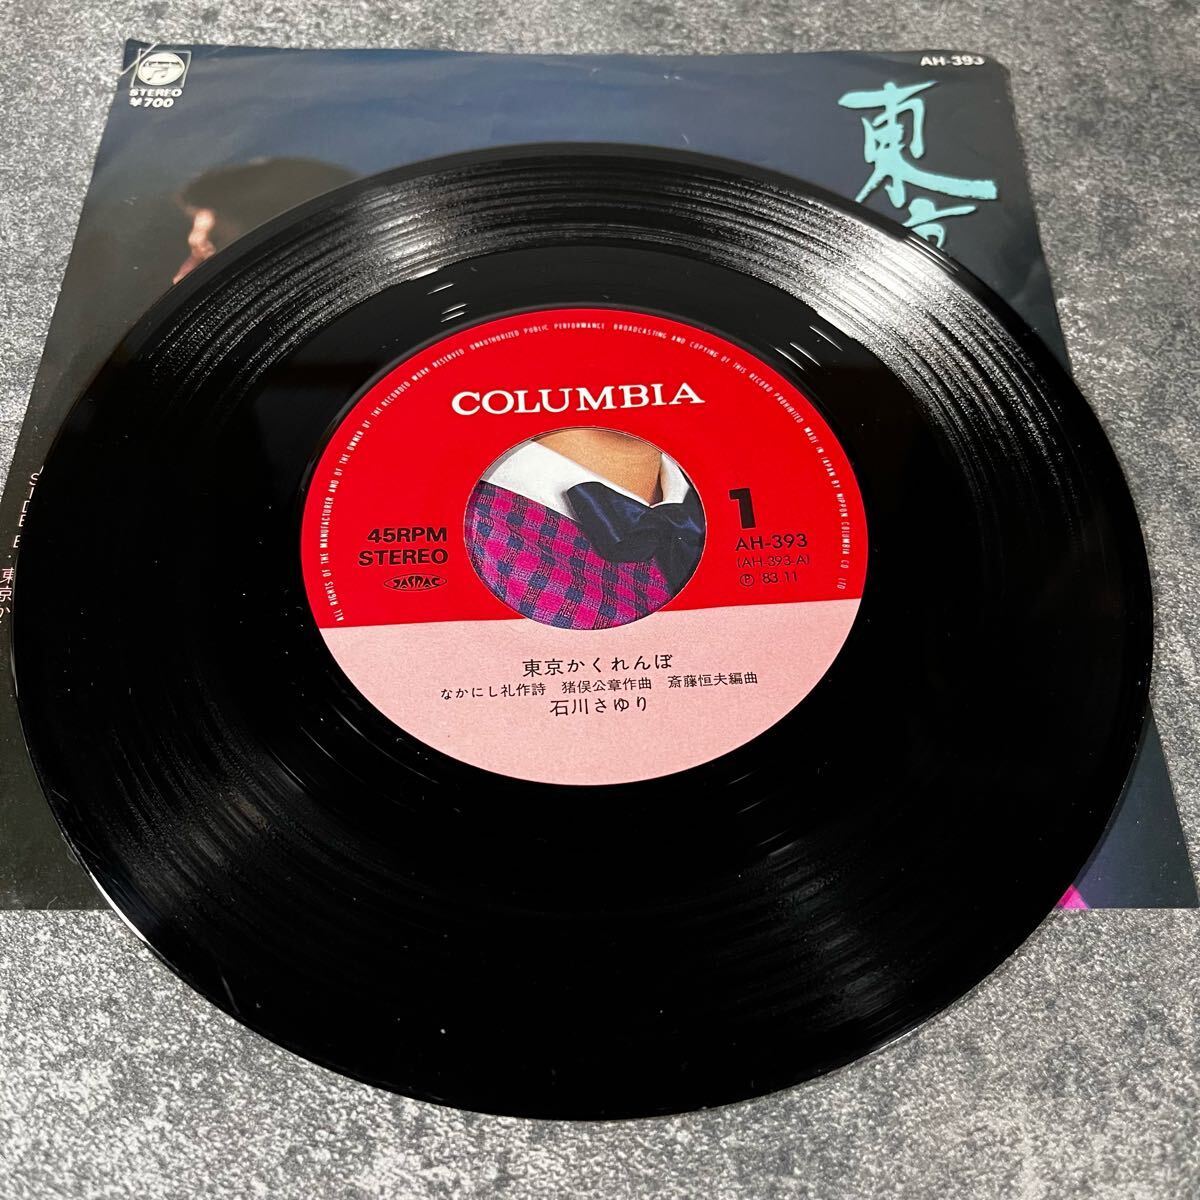 STEREO
¥700
AH-393
東
ALL RIGHTS OF THE MANUFACTURER AND OF THE OWNER OF THE RECORDED WORK RESERVED UNAUTHORIZED PUBLIC PERFORMANCE BROADCASTING AND COPYING OF THIS RECORD PROHIBITED MADE IN JAPAN BY NIPPON COLUMBIA CO. LTD
COLUMBIA
45RPM
STEREO
JASRAC
1
AH-393
(AH-393-A)
Ⓟ '83.11
東京かくれんぼ
なかにし礼作詩 猪俣公章作曲 斎藤恒夫編曲
石川さゆり